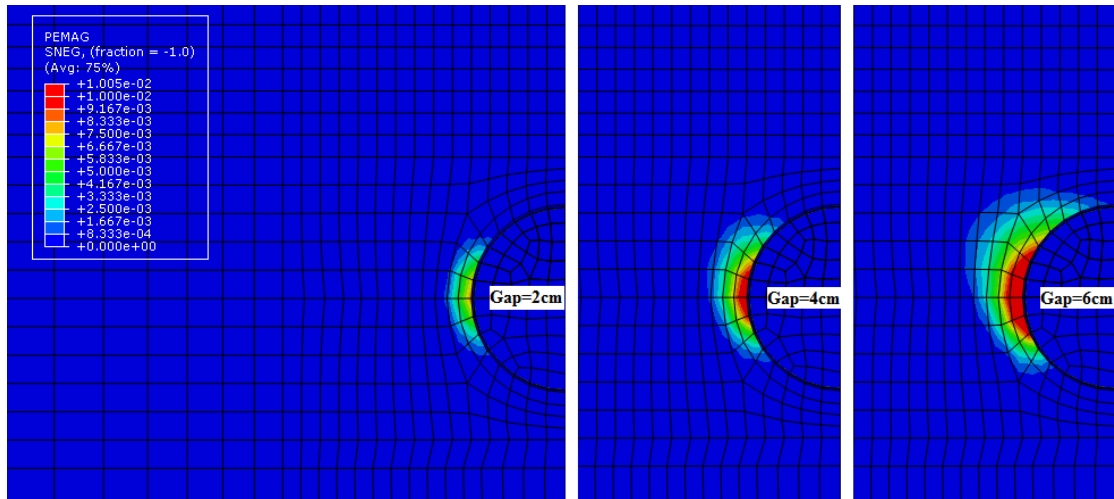 PEMAG
SNEG, (fraction = -1.0)
(Avg: 75%)
+1.005e-02
+1.000e-02
+9.167e-03
+8.333e-03
+7.500e-03
+6.667e-03
+5.833e-03
+5.000e-03
+4.167e-03
+3.333e-03
+2.500e-03
+1.667e-03
+8.333e-04
+0.000e+00
Gap=2cm
Gap=4cm
Gap=6cm